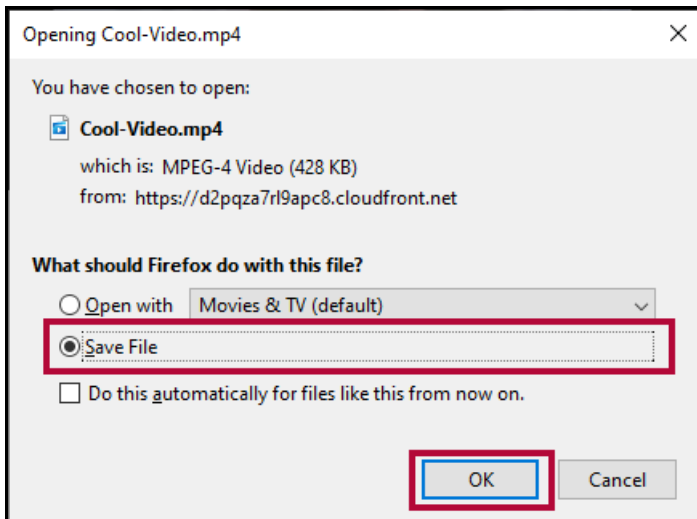 Opening Cool-Video.mp4
You have chosen to open:
Cool-Video.mp4
which is: MPEG-4 Video (428 KB)
from: https://d2pqza7rl9apc8.cloudfront.net
What should Firefox do with this file?
Open with Movies & TV (default)
Save File
Do this automatically for files like this from now on.
OK Cancel